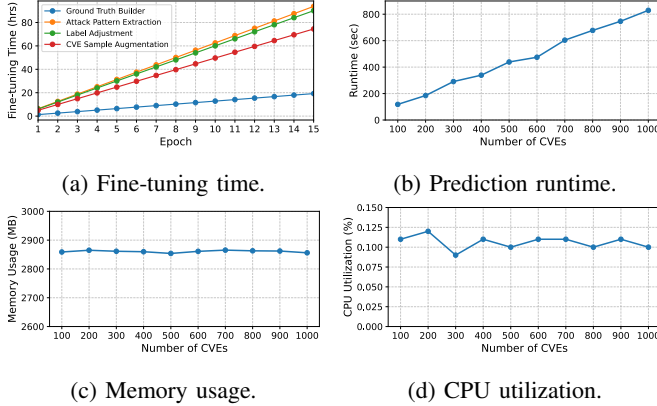 Ground Truth Builder
Attack Pattern Extraction
Label Adjustment
CVE Sample Augmentation
Fine-tuning Time (hrs)
80
60
40
20
0
1 2 3 4 5 6 7 8 9 10 11 12 13 14 15
Epoch
(a) Fine-tuning time.
Runtime (sec)
800
600
400
200
0
100 200 300 400 500 600 700 800 900 1000
Number of CVEs
(b) Prediction runtime.
Memory Usage (MB)
3000
2900
2800
2700
2600
100 200 300 400 500 600 700 800 900 1000
Number of CVEs
(c) Memory usage.
CPU Utilization (%)
0.150
0.125
0.100
0.075
0.050
0.025
0.000
100 200 300 400 500 600 700 800 900 1000
Number of CVEs
(d) CPU utilization.